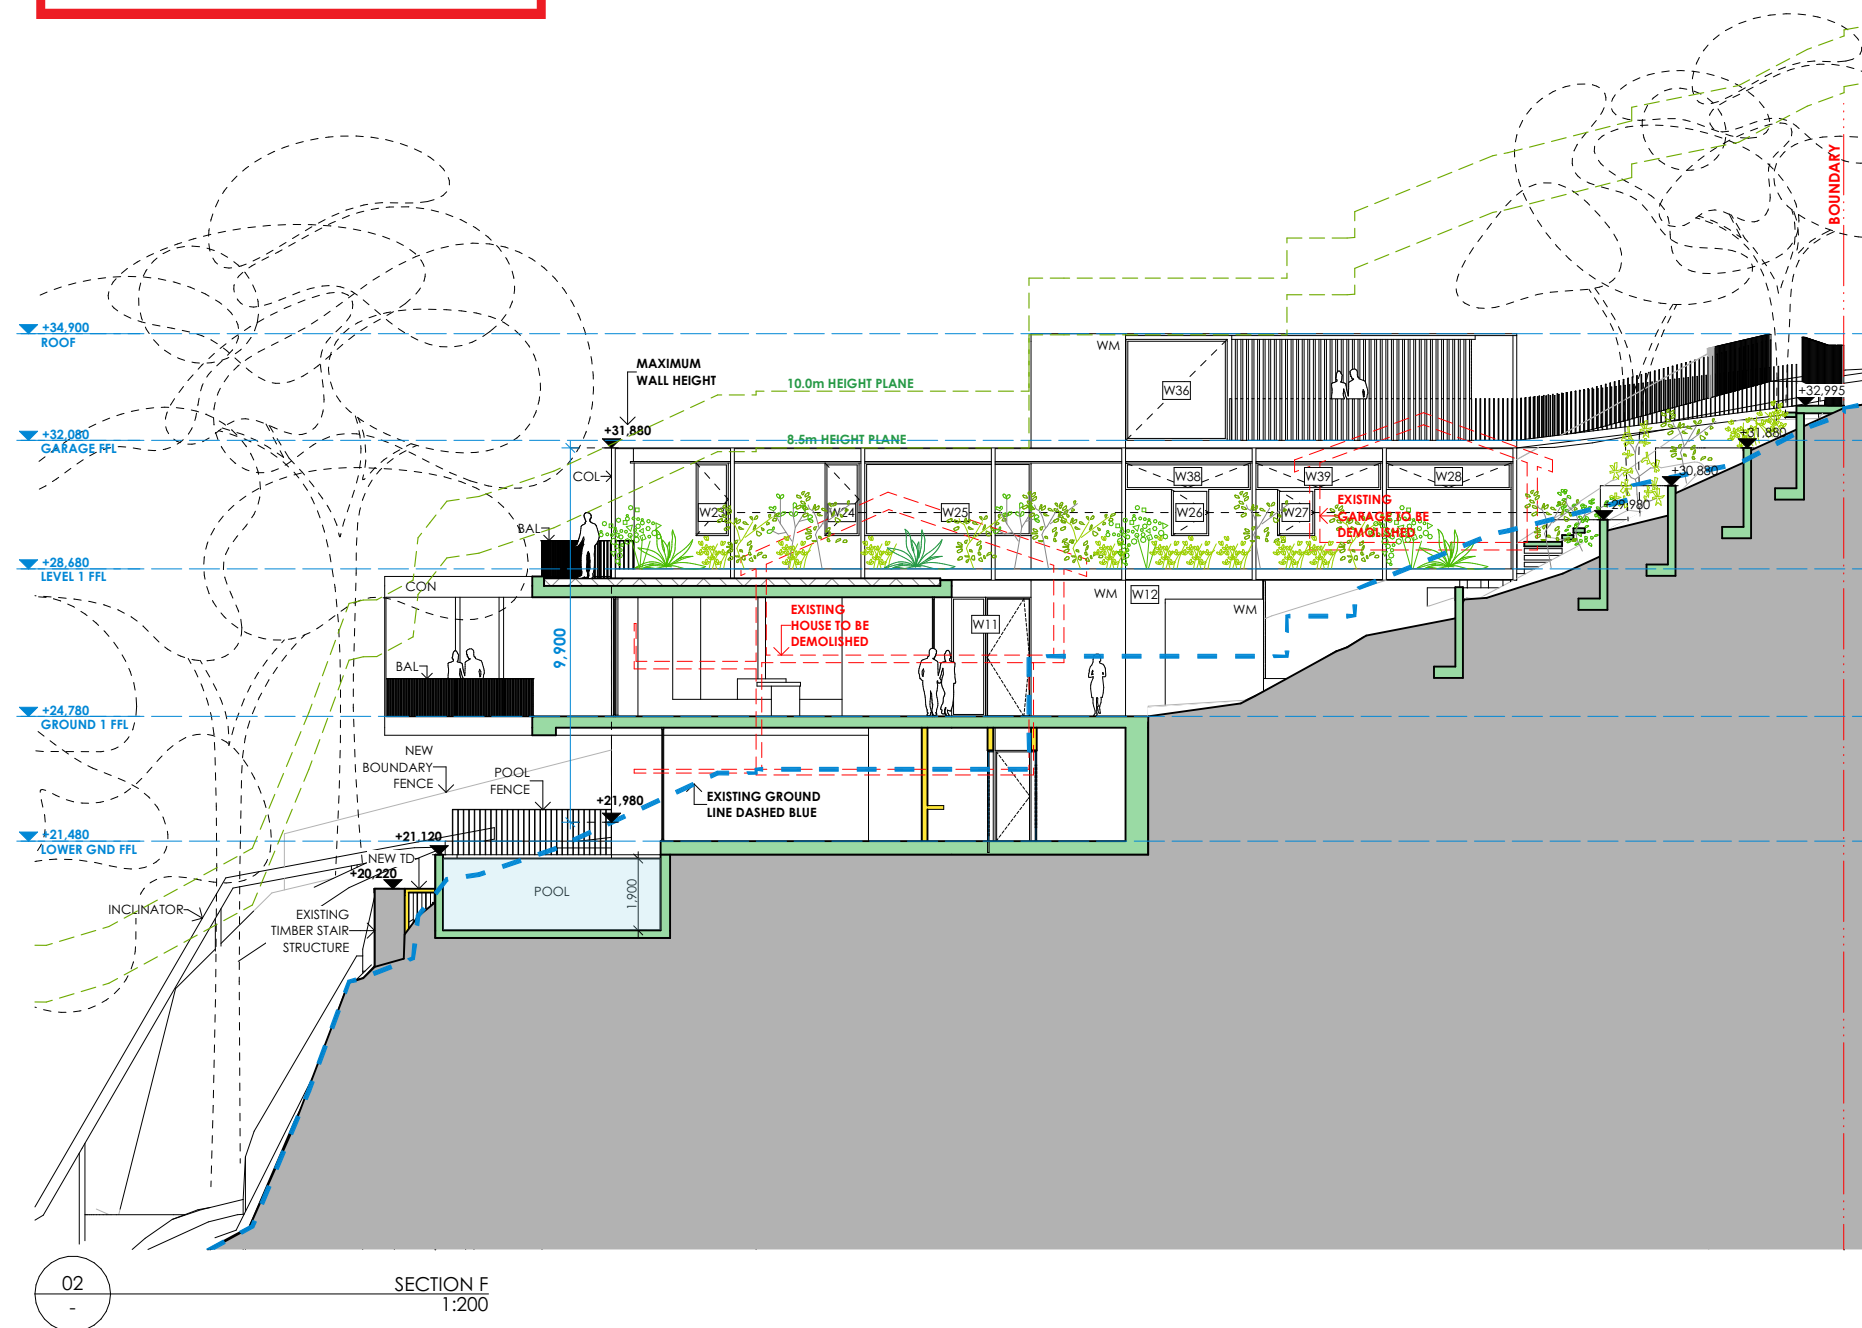 BOUNDARY
+34,900
ROOF
WM
MAXIMUM
WALL HEIGHT
10.0m HEIGHT PLANE
W36
+32,995
+32,080
GARAGE FFL
+31,880
8.5m HEIGHT PLANE
+31,880
COL
W38
W39
W28
+30,880
W23
W24
W25
W26
W27
EXISTING
GARAGE TO BE
DEMOLISHED
+29,980
BAL
+28,680
LEVEL 1 FFL
CON
WM
W12
WM
EXISTING
HOUSE TO BE
DEMOLISHED
W11
9,900
BAL
+24,780
GROUND 1 FFL
NEW
BOUNDARY
FENCE
POOL
FENCE
EXISTING GROUND
LINE DASHED BLUE
+21,980
+21,480
LOWER GND FFL
+21,120
NEW TD
+20,220
POOL
1,900
INCLINATOR
EXISTING
TIMBER STAIR
STRUCTURE
02
-
SECTION F
1:200